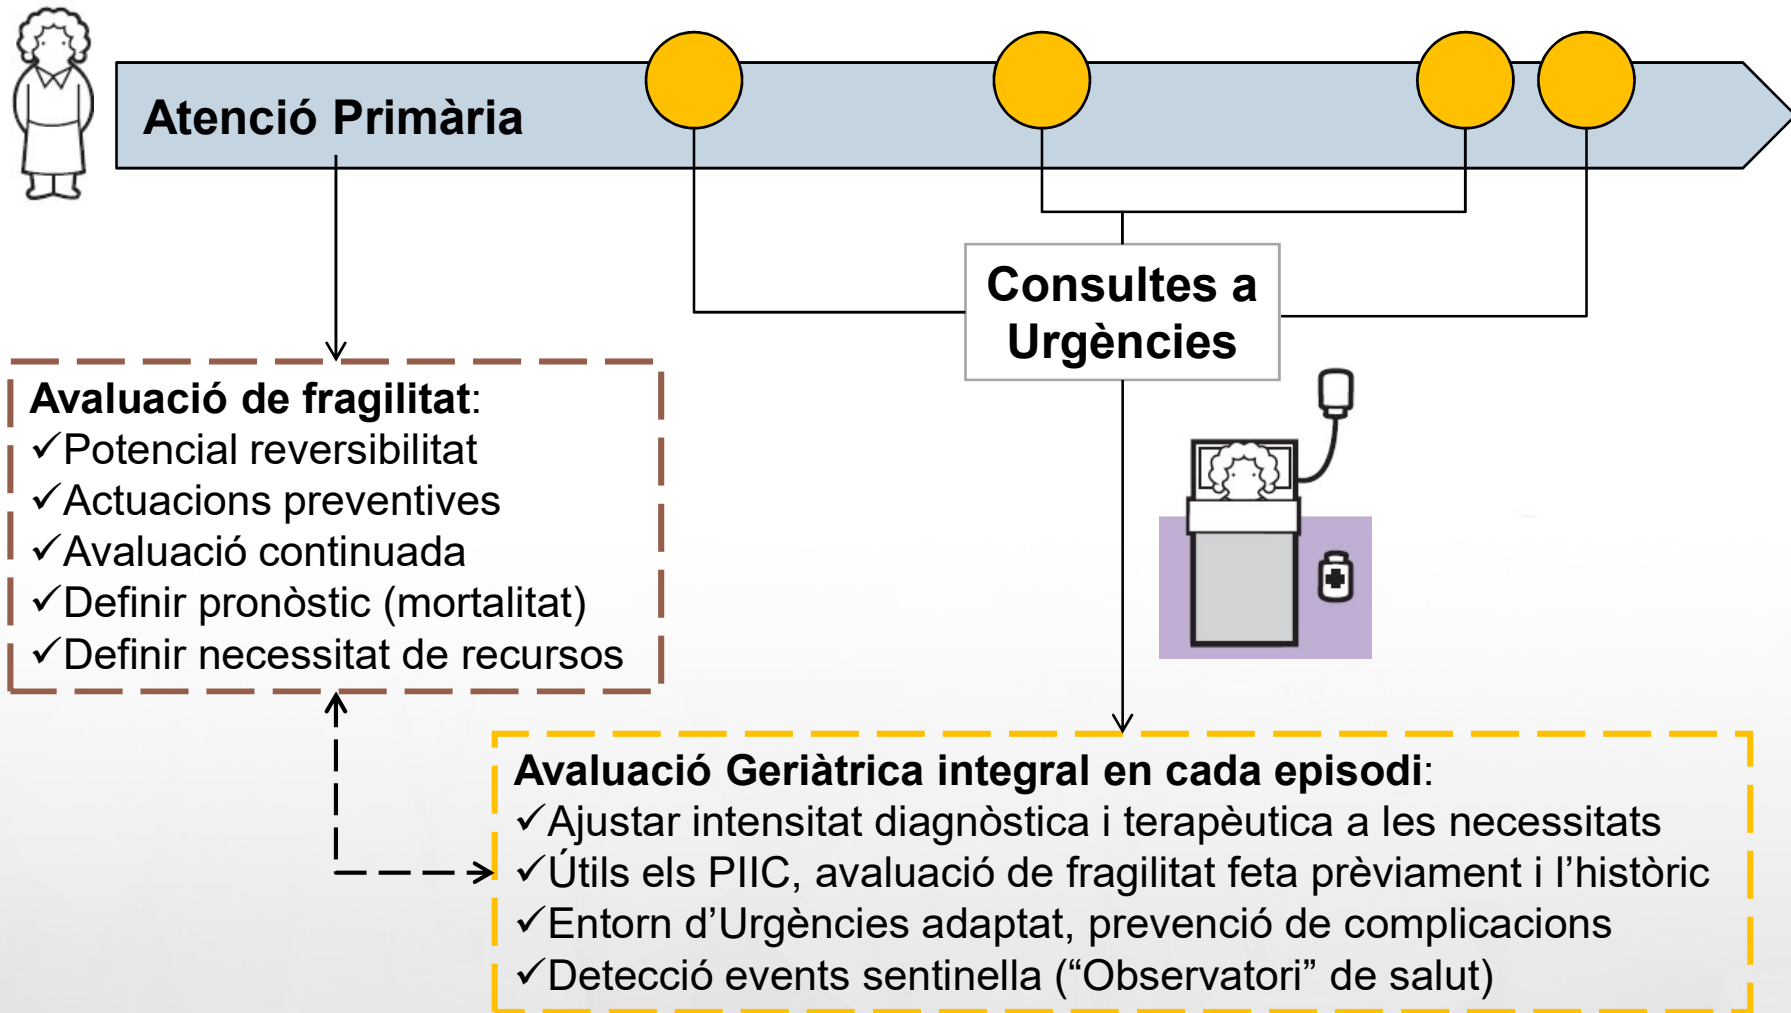 Atenció Primària
Consultes a
Urgències
Avaluació de fragilitat:
✓Potencial reversibilitat
✓Actuacions preventives
✓Avaluació continuada
✓Definir pronòstic (mortalitat)
✓Definir necessitat de recursos
Avaluació Geriàtrica integral en cada episodi:
✓Ajustar intensitat diagnòstica i terapèutica a les necessitats
✓Útils els PIIC, avaluació de fragilitat feta prèviament i l’històric
✓Entorn d’Urgències adaptat, prevenció de complicacions
✓Detecció events sentinella (“Observatori” de salut)